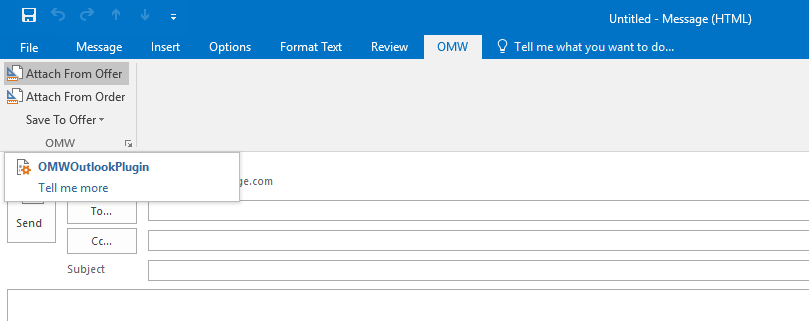 Untitled - Message (HTML)
File Message Insert Options Format Text Review OMW Tell me what you want to do...
Attach From Offer
Attach From Order
Save To Offer
OMW
OMWOutlookPlugin
Tell me more
ge.com
To...
Send
Cc...
Subject